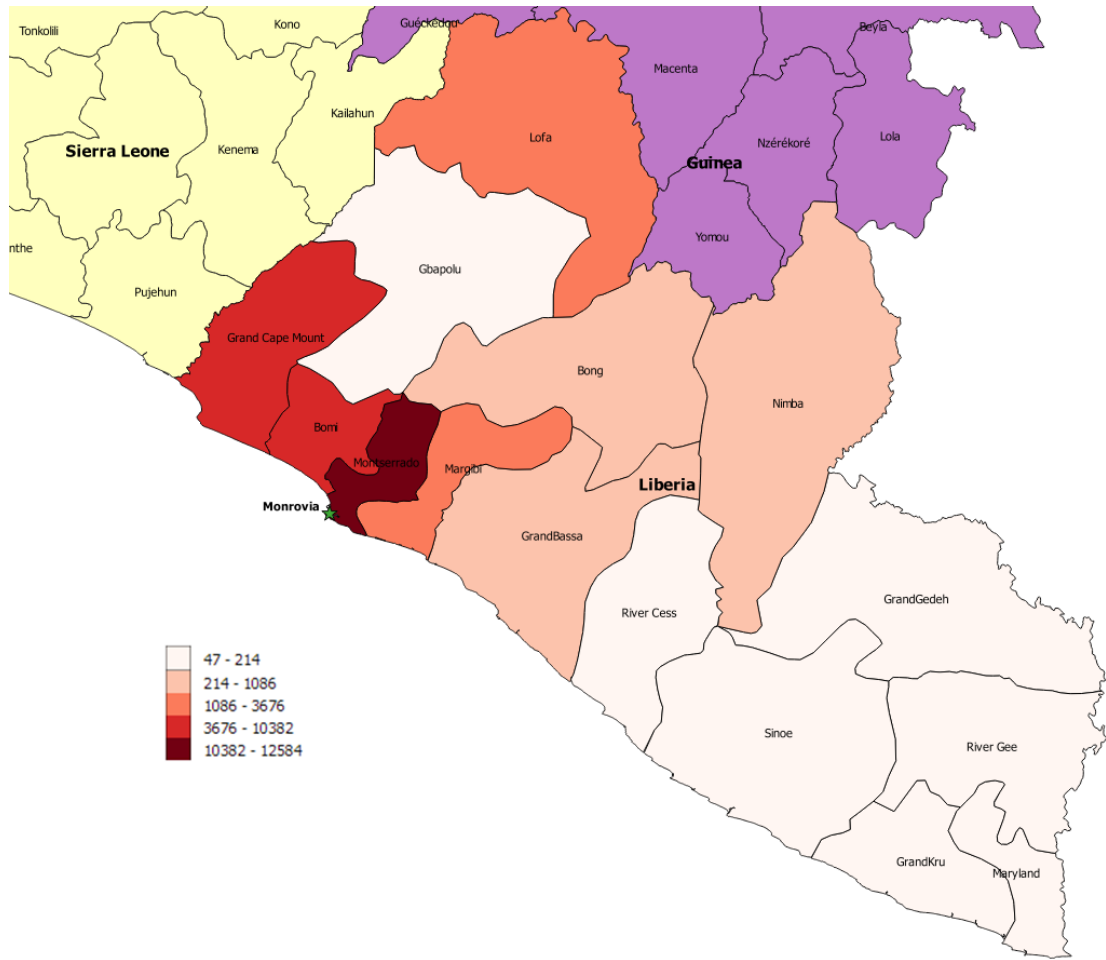 Tonkolili
Kono
Guéckédou
Beyla
Macenta
Kailahun
Lofa
Nzérékoré
Lola
Kenema
Sierra Leone
Guinea
nthe
Yomou
Gbapolu
Pujehun
Grand Cape Mount
Bong
Nimba
Bomi
Montserrado
Margibi
Liberia
Monrovia
GrandBassa
GrandGedeh
River Cess
47 - 214
214 - 1086
1086 - 3676
3676 - 10382
10382 - 12584
Sinoe
River Gee
GrandKru
Maryland